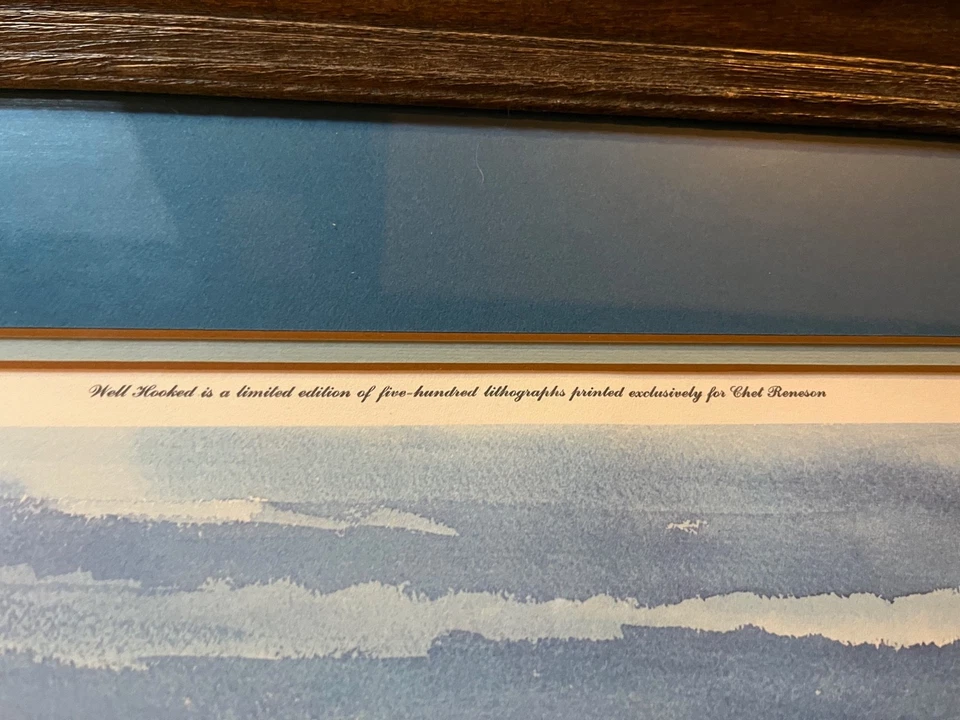 Well Hooked is a limited edition of five-hundred lithographs printed exclusively for Chet Reneson